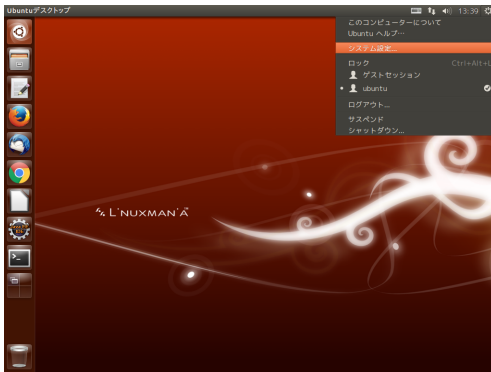 Ubuntuデスクトップ
13:39
このコンピューターについて
Ubuntu ヘルプ…
システム設定...
ロック Ctrl+Alt+L
ゲストセッション
ubuntu
ログアウト...
サスペンド
シャットダウン...
L'NUXMAN'A